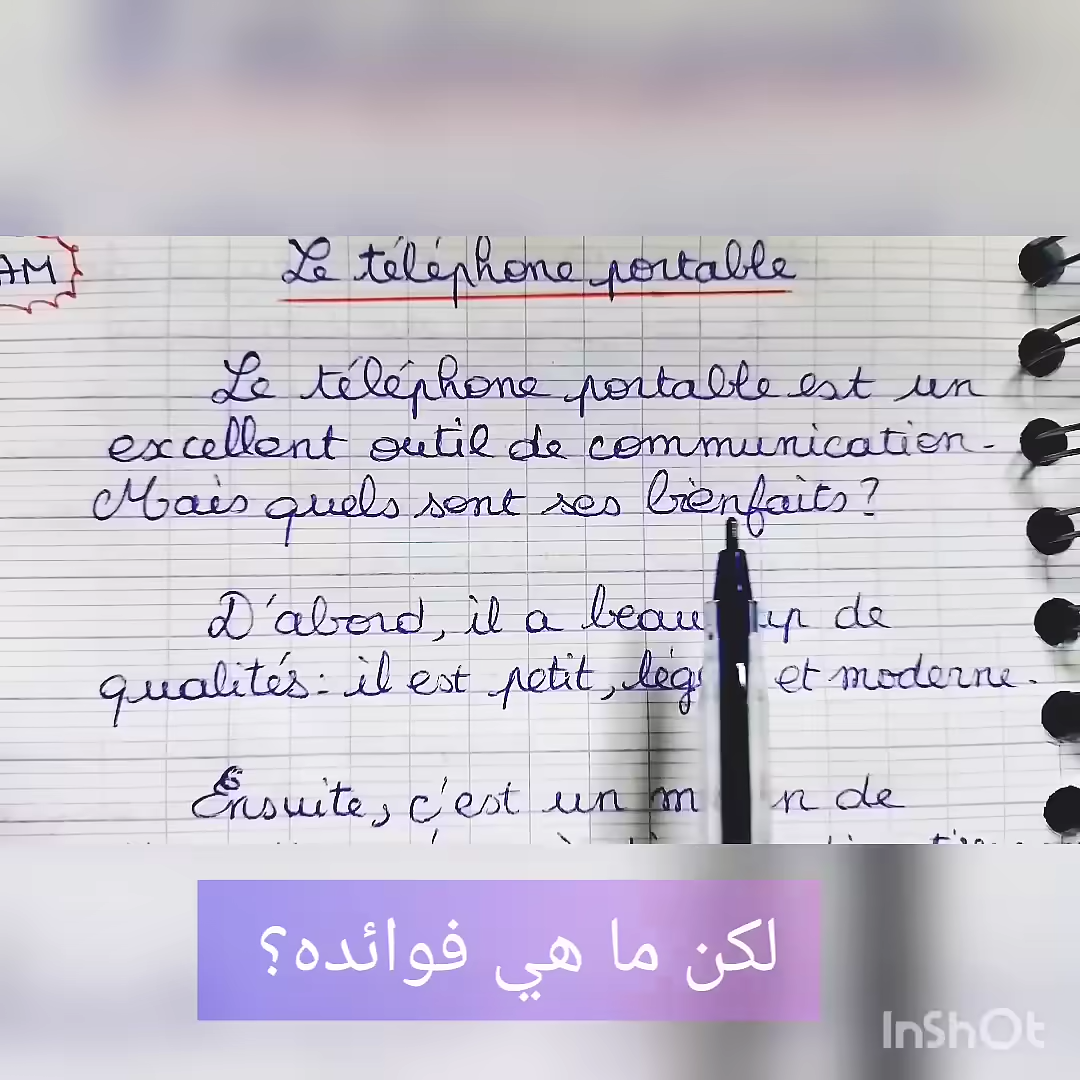 AM
Le téléphone portable
Le téléphone portable est un
excellent outil de communication.
Mais quels sont ses bienfaits?
D'abord, il a de
qualités: il est petit, et moderne.
Ensuite, c'est un de
لكن ما هي فوائده؟
InShOt